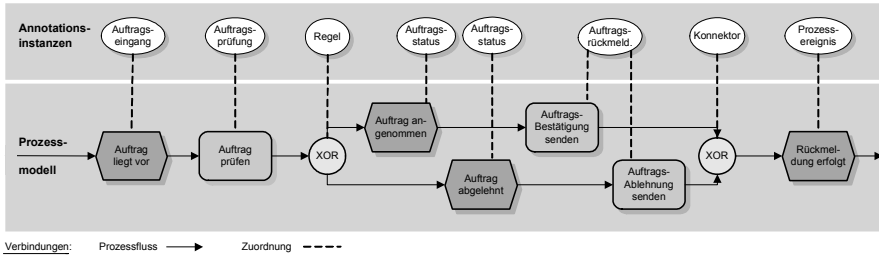 Annotations-
instanzen
Auftrags-
eingang
Auftrags-
prüfung
Regel
Auftrags-
status
Auftrags-
status
Auftrags-
rückmeld.
Konnektor
Prozess-
ereignis
Prozess-
modell
Auftrag
liegt vor
Auftrag
prüfen
XOR
Auftrag an-
genommen
Auftrag
abgelehnt
Auftrags-
Bestätigung
senden
Auftrags-
Ablehnung
senden
XOR
Rückmel-
dung erfolgt
Verbindungen: Prozessfluss Zuordnung